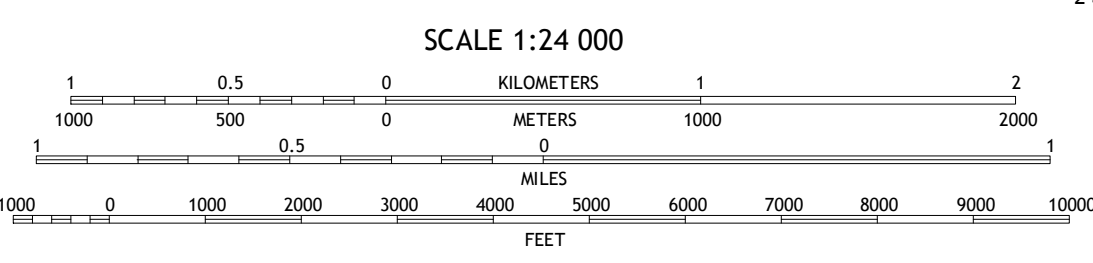 SCALE 1:24 000
1 0.5 0 KILOMETERS 1 2
1000 500 0 METERS 1000 2000
1 0.5 0 1
MILES
1000 0 1000 2000 3000 4000 5000 6000 7000 8000 9000 10000
FEET